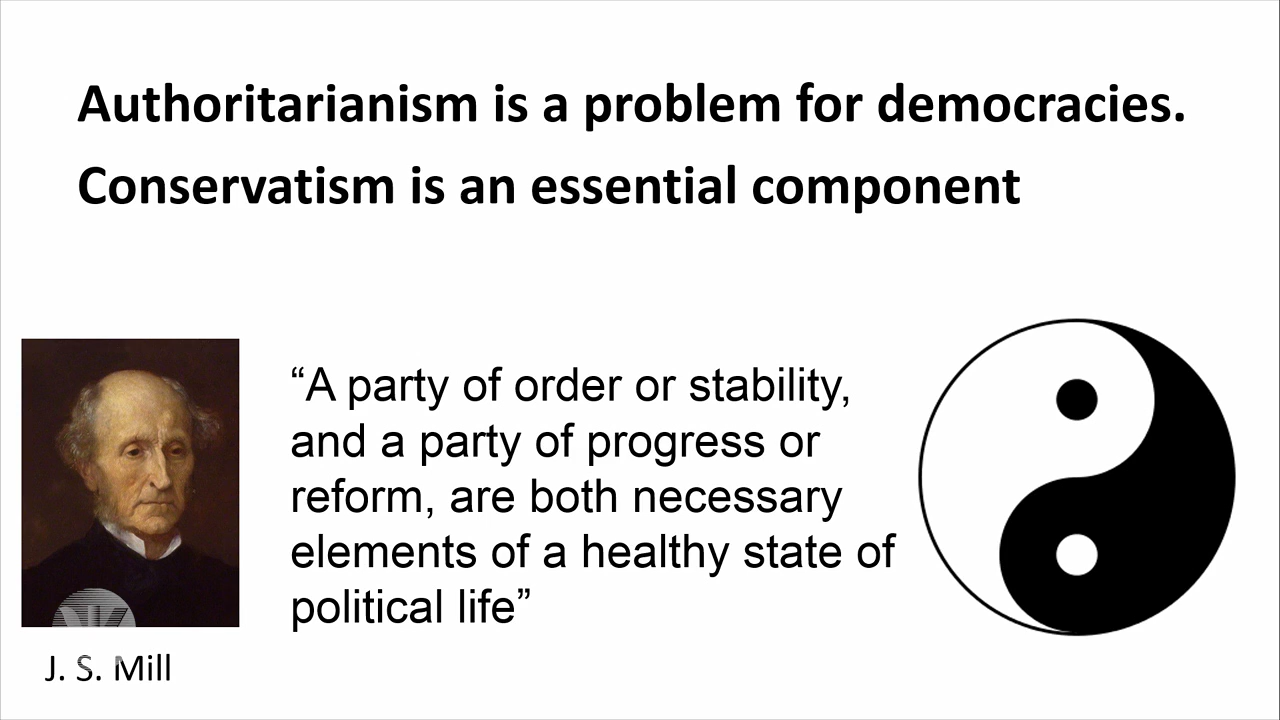 Authoritarianism is a problem for democracies.
Conservatism is an essential component
“A party of order or stability,
and a party of progress or
reform, are both necessary
elements of a healthy state of
political life”
J. S. Mill